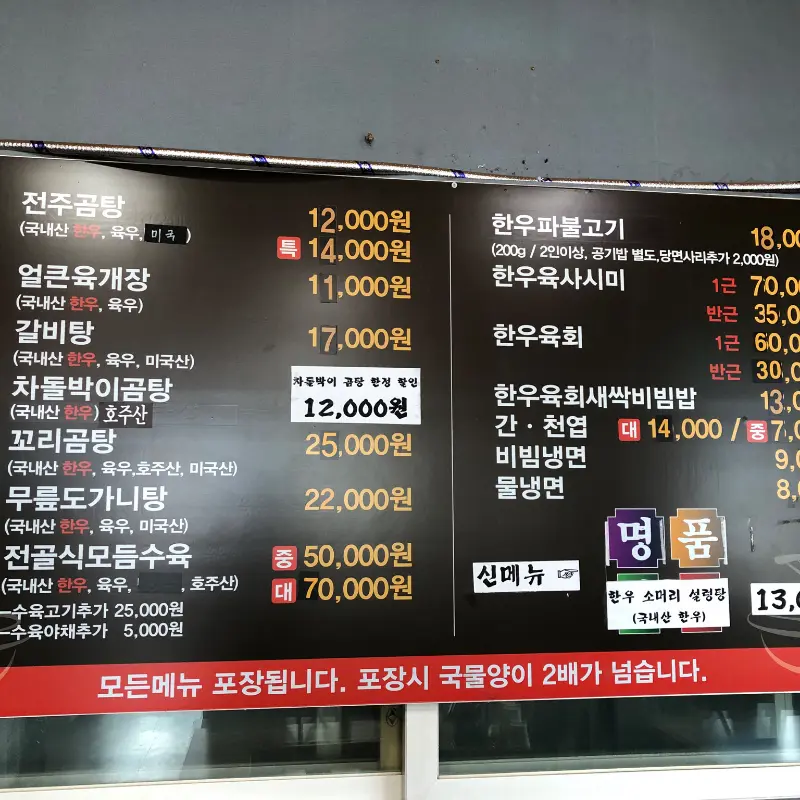 전주곰탕 12,000원
(국내산 한우, 육우, 미국)
특 14,000원
얼큰육개장 11,000원
(국내산 한우, 육우)
갈비탕 17,000원
(국내산 한우, 육우, 미국산)
차돌박이곰탕
(국내산 한우) 호주산
차돌박이 곰탕 한정 할인
12,000원
꼬리곰탕 25,000원
(국내산 한우, 육우,호주산, 미국산)
무릎도가니탕 22,000원
(국내산 한우, 육우, 미국산)
전골식모듬수육 중 50,000원
(국내산 한우, 육우, , 호주산) 대 70,000원
수육고기추가 25,000원
수육야채추가 5,000원
한우파불고기 18,0
(200g / 2인이상, 공기밥 별도,당면사리추가 2,000원)
한우육사시미 1근 70,0
반근 35,
한우육회 1근 60,0
반근 30,
한우육회새싹비빔밥 13,
간 · 천엽 대 14,000 / 중 7,
비빔냉면 9,
물냉면 8,
명품
신메뉴 ☞
한우 소머리 설렁탕 13,
(국내산 한우)
모든메뉴 포장됩니다. 포장시 국물양이 2배가 넘습니다.